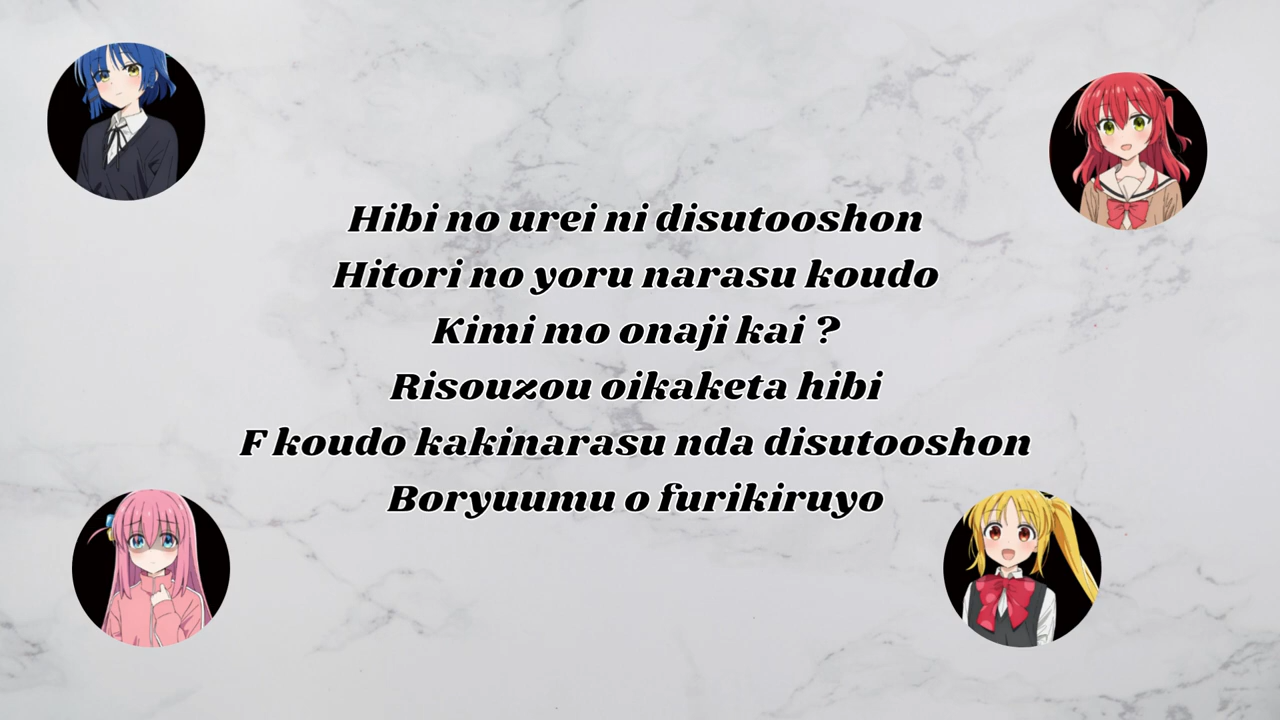 Hibi no urei ni disutooshon
Hitori no yoru narasu koudo
Kimi mo onaji kai ?
Risouzou oikaketa hibi
F koudo kakinarasu nda disutooshon
Boryuumu o furikiruyo